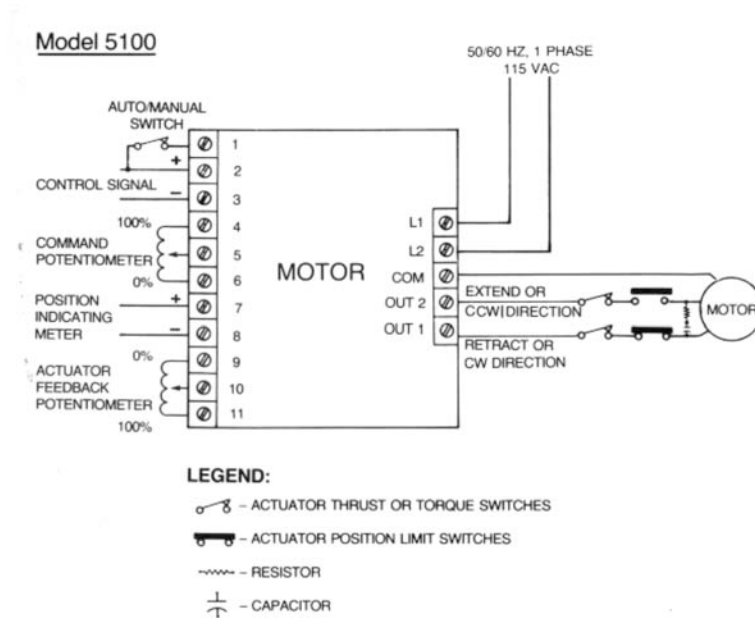 Model 5100
50/60 HZ, 1 PHASE
115 VAC
AUTO/MANUAL
SWITCH
1
+
2
CONTROL SIGNAL
−
3
100%
4
COMMAND
POTENTIOMETER
5
0%
6
POSITION
INDICATING
METER
+
7
−
8
0%
9
ACTUATOR
FEEDBACK
POTENTIOMETER
10
100%
11
MOTOR
L1
L2
COM
OUT 2
EXTEND OR
CCW|DIRECTION
OUT 1
RETRACT OR
CW DIRECTION
MOTOR
LEGEND:
– ACTUATOR THRUST OR TORQUE SWITCHES
– ACTUATOR POSITION LIMIT SWITCHES
– RESISTOR
– CAPACITOR